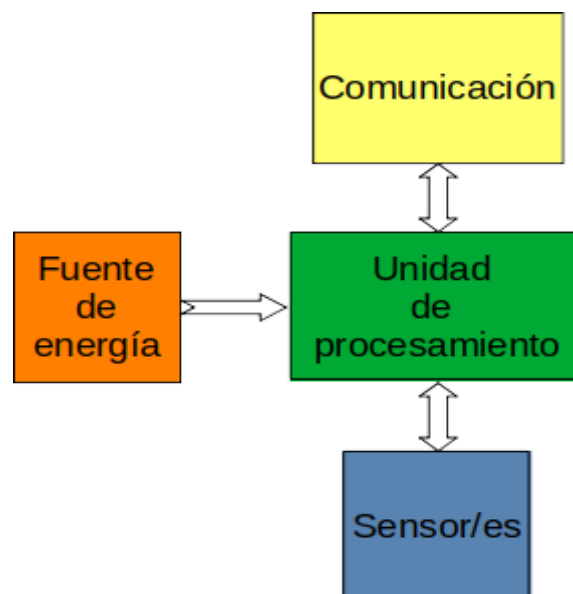 Comunicación
Fuente
de
energía
Unidad
de
procesamiento
Sensor/es